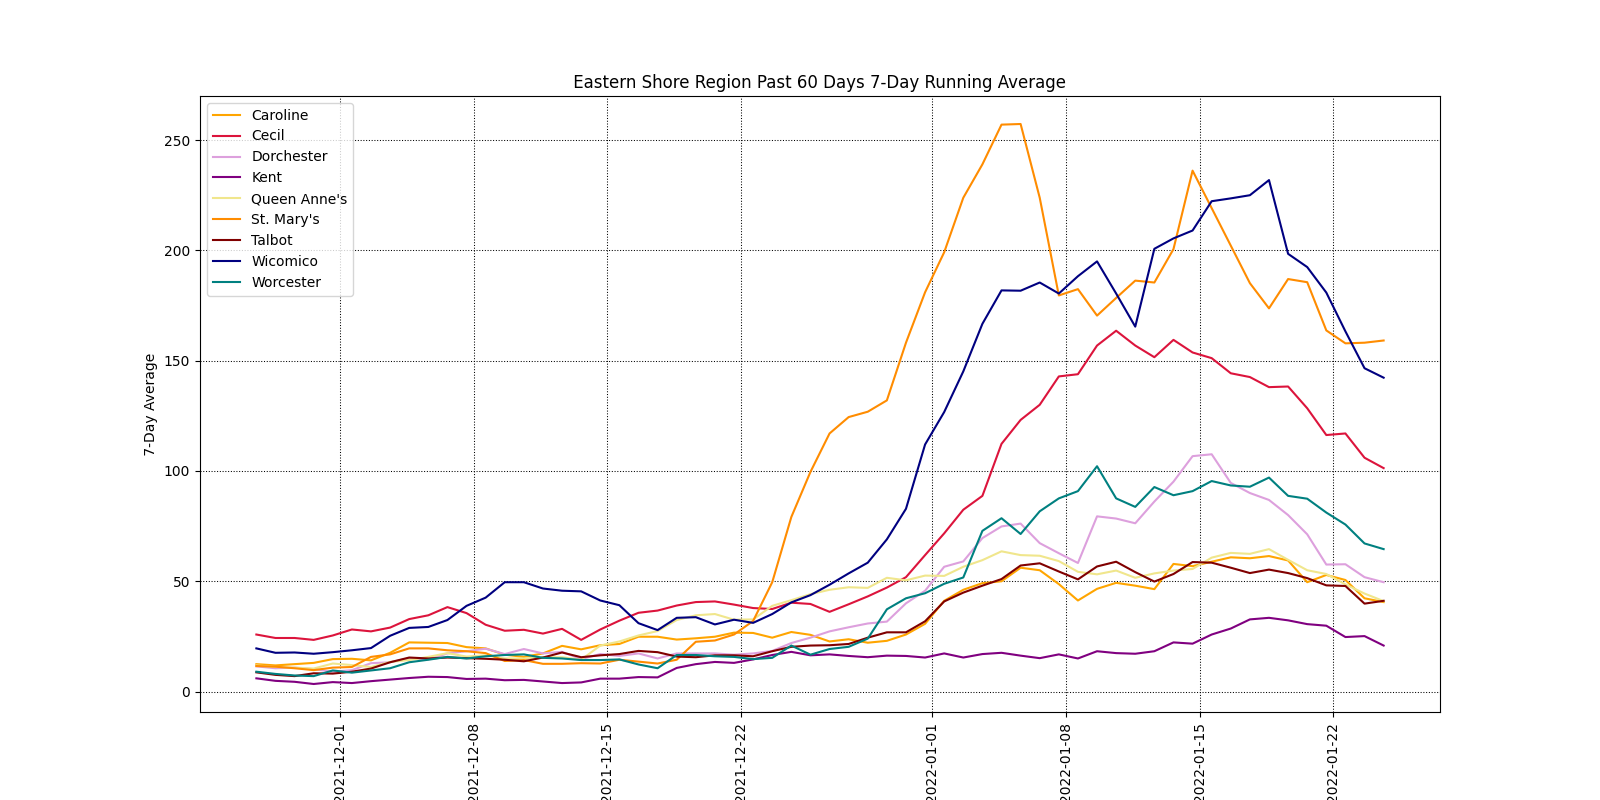 Eastern Shore Region Past 60 Days 7-Day Running Average
Caroline
Cecil
Dorchester
Kent
Queen Anne's
St. Mary's
Talbot
Wicomico
Worcester
7-Day Average
250
200
150
100
50
0
2021-12-01
2021-12-08
2021-12-15
2021-12-22
2022-01-01
2022-01-08
2022-01-15
2022-01-22